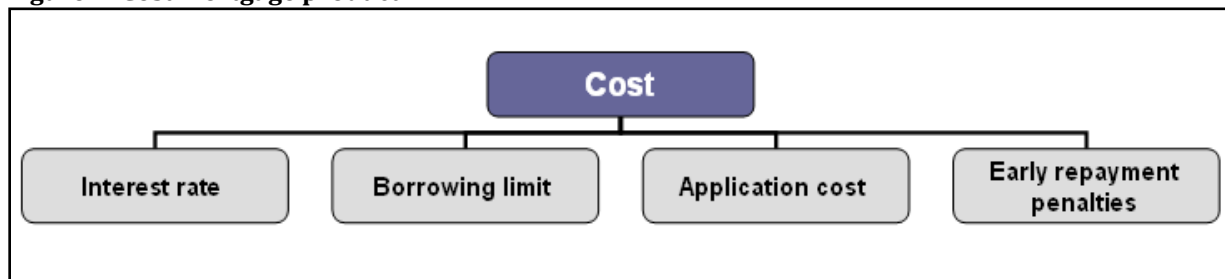 Cost
Interest rate
Borrowing limit
Application cost
Early repayment
penalties